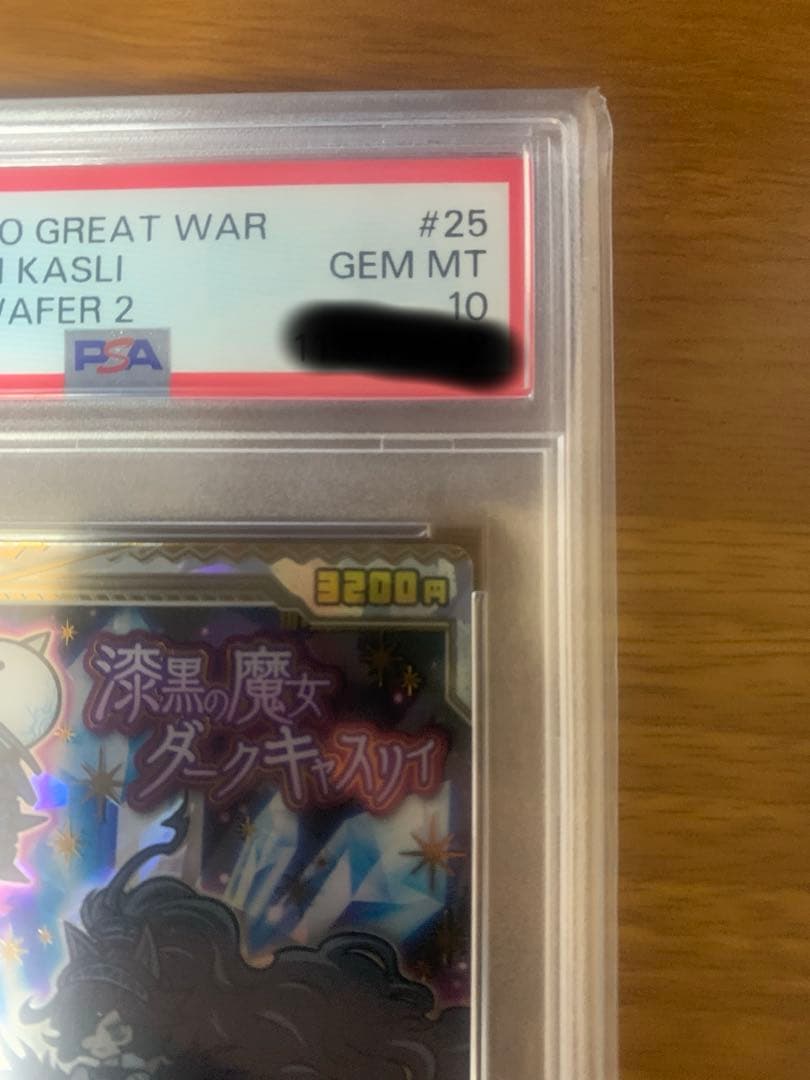 O GREAT WAR #25
KASLI GEM MT
AFER 2 10
PSA
3200円
漆黒の魔女
ダークキャスリィ